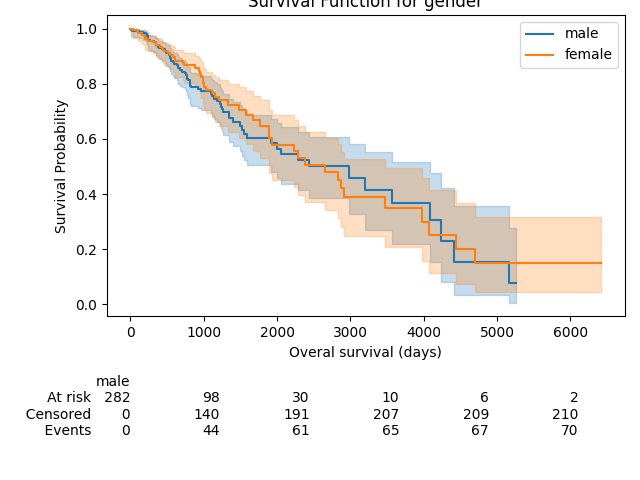 Survival Function for gender
male
female
1.0
0.8
0.6
0.4
0.2
0.0
Survival Probability
0 1000 2000 3000 4000 5000 6000
Overal survival (days)
male
At risk 282 98 30 10 6 2
Censored 0 140 191 207 209 210
Events 0 44 61 65 67 70